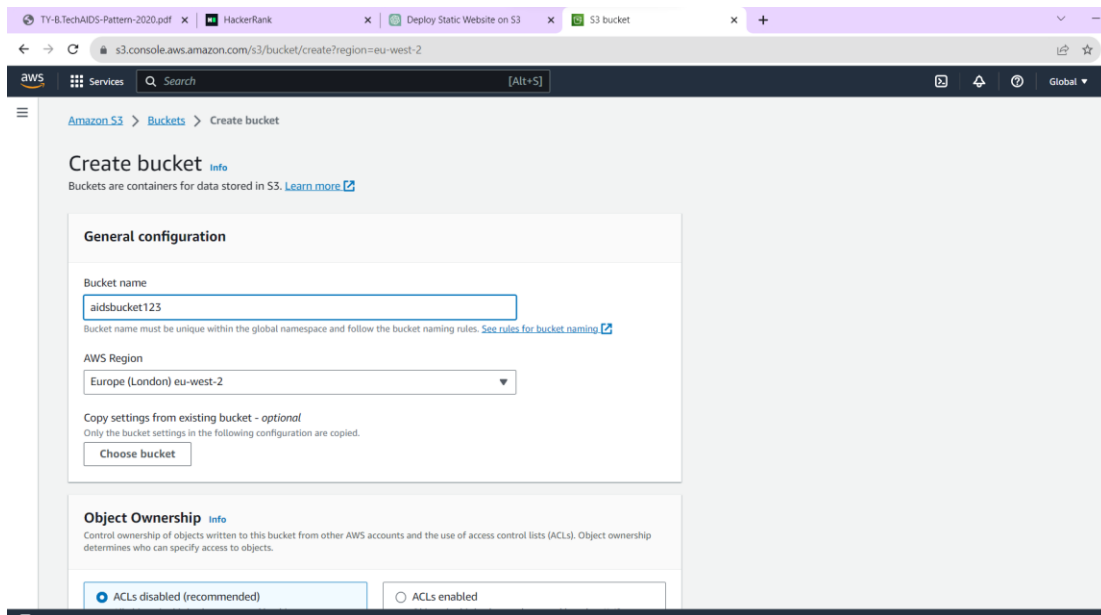 TY-B.TechAIDS-Pattern-2020.pdf HackerRank Deploy Static Website on S3 S3 bucket
s3.console.aws.amazon.com/s3/bucket/create?region=eu-west-2
aws Services Search [Alt+S] Global
Amazon S3 > Buckets > Create bucket
Create bucket Info
Buckets are containers for data stored in S3. Learn more
General configuration
Bucket name
aidsbucket123
Bucket name must be unique within the global namespace and follow the bucket naming rules. See rules for bucket naming
AWS Region
Europe (London) eu-west-2
Copy settings from existing bucket - optional
Only the bucket settings in the following configuration are copied.
Choose bucket
Object Ownership Info
Control ownership of objects written to this bucket from other AWS accounts and the use of access control lists (ACLs). Object ownership
determines who can specify access to objects.
ACLs disabled (recommended) ACLs enabled